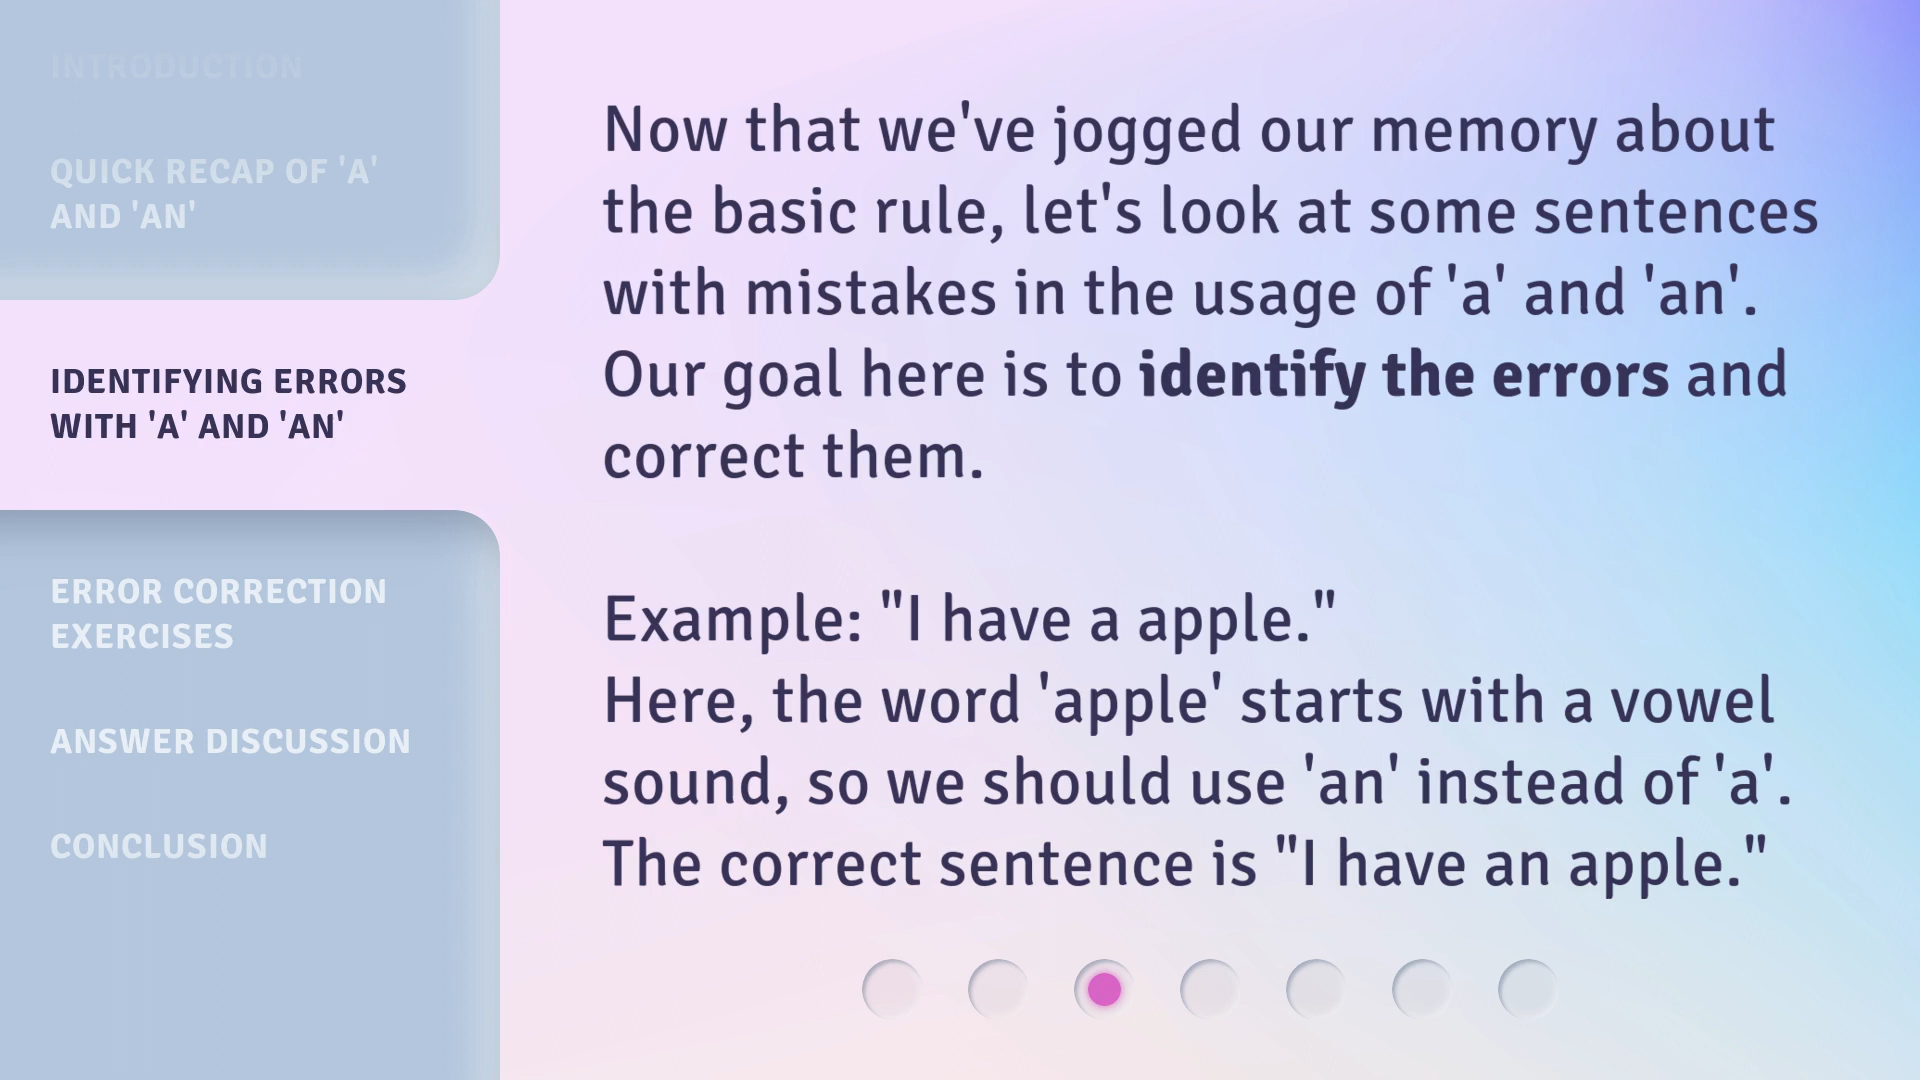 INTRODUCTION
QUICK RECAP OF 'A'
AND 'AN'
IDENTIFYING ERRORS
WITH 'A' AND 'AN'
ERROR CORRECTION
EXERCISES
ANSWER DISCUSSION
CONCLUSION
Now that we've jogged our memory about
the basic rule, let's look at some sentences
with mistakes in the usage of 'a' and 'an'.
Our goal here is to identify the errors and
correct them.
Example: "I have a apple."
Here, the word 'apple' starts with a vowel
sound, so we should use 'an' instead of 'a'.
The correct sentence is "I have an apple."